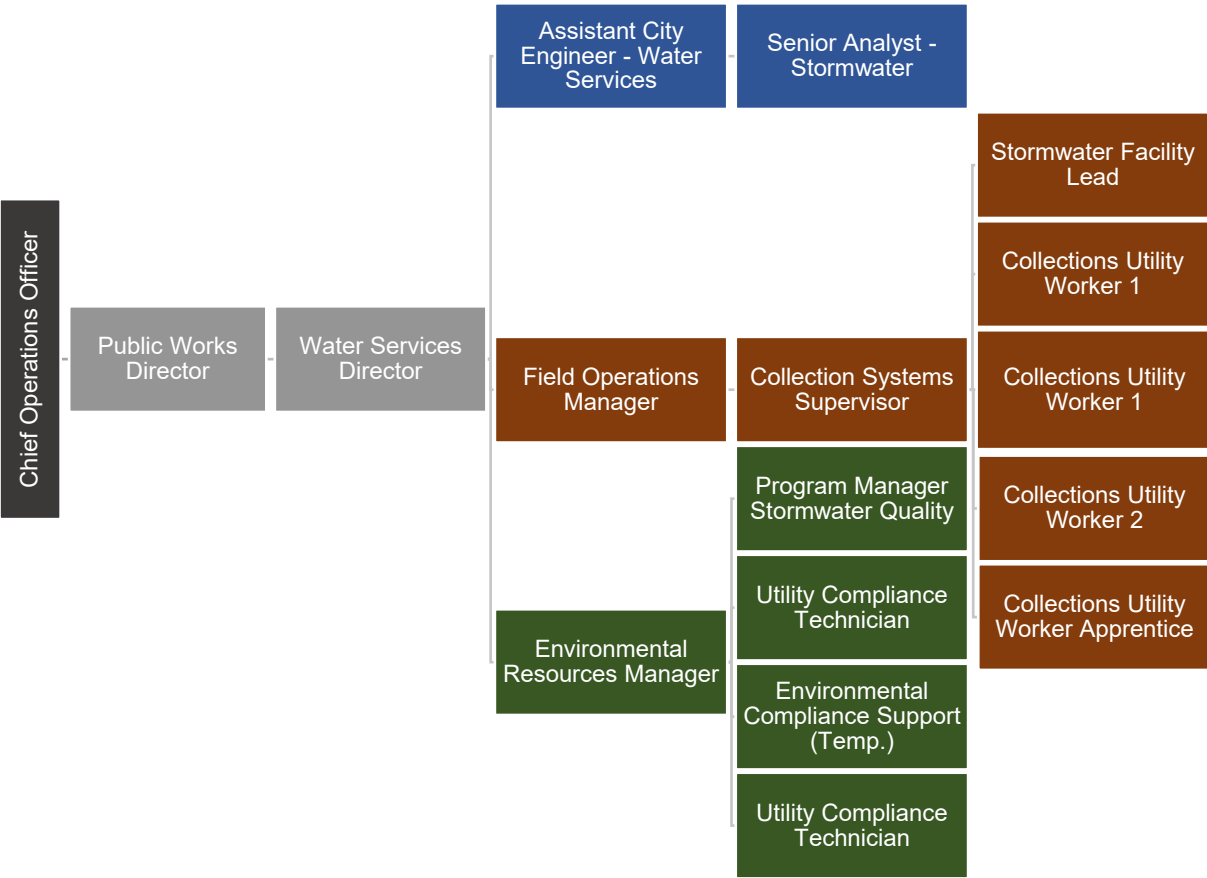 Chief Operations Officer
Public Works
Director
Water Services
Director
Assistant City
Engineer - Water
Services
Senior Analyst -
Stormwater
Field Operations
Manager
Collection Systems
Supervisor
Stormwater Facility
Lead
Collections Utility
Worker 1
Collections Utility
Worker 1
Collections Utility
Worker 2
Collections Utility
Worker Apprentice
Environmental
Resources Manager
Program Manager
Stormwater Quality
Utility Compliance
Technician
Environmental
Compliance Support
(Temp.)
Utility Compliance
Technician